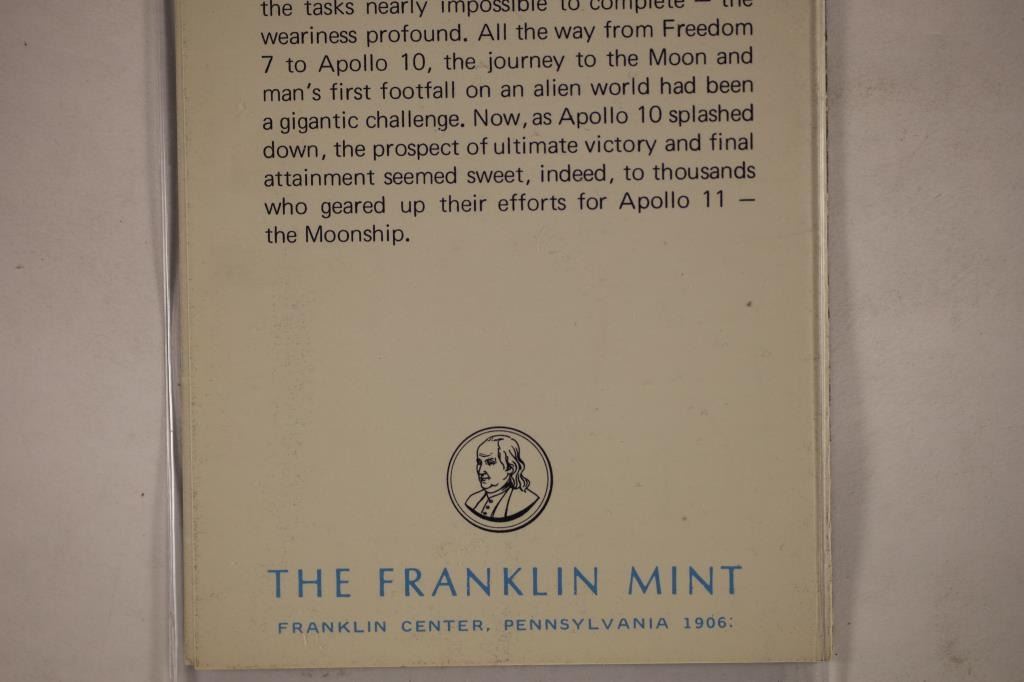 the tasks nearly impossible to complete — the
weariness profound. All the way from Freedom
7 to Apollo 10, the journey to the Moon and
man's first footfall on an alien world had been
a gigantic challenge. Now, as Apollo 10 splashed
down, the prospect of ultimate victory and final
attainment seemed sweet, indeed, to thousands
who geared up their efforts for Apollo 11 —
the Moonship.
THE FRANKLIN MINT
FRANKLIN CENTER, PENNSYLVANIA